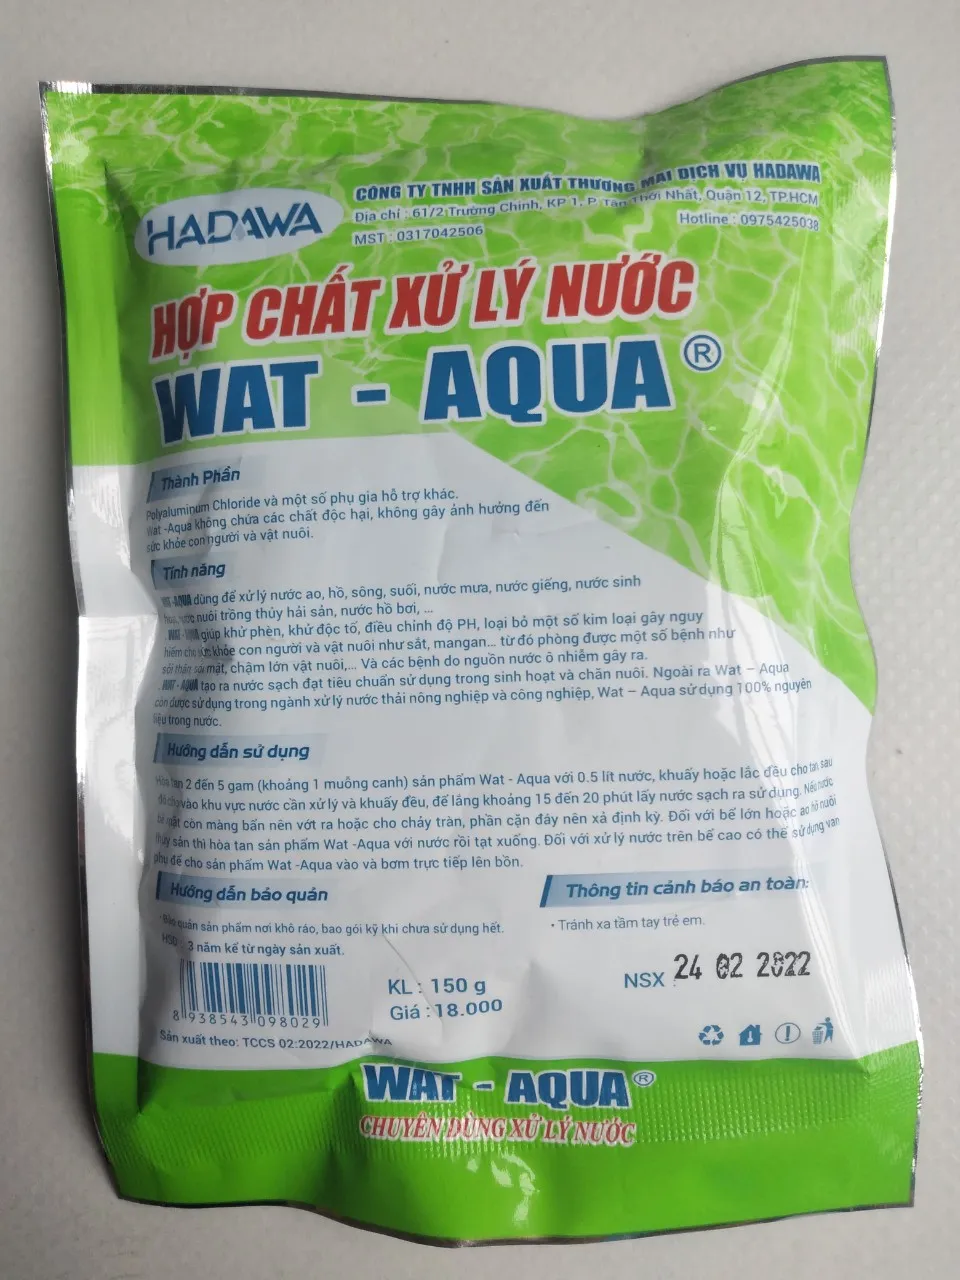 HADAWA
CÔNG TY TNHH SẢN XUẤT THƯƠNG MẠI DỊCH VỤ HADAWA
Địa chỉ : 61/2 Trường Chinh, KP 1, P. Tân Thới Nhất, Quận 12, TP.HCM
MST : 0317042506 Hotline : 0975425038
HỢP CHẤT XỬ LÝ NƯỚC
WAT - AQUA ®
Thành Phần
Polyaluminum Chloride và một số phụ gia hỗ trợ khác.
Wat -Aqua không chứa các chất độc hại, không gây ảnh hưởng đến
sức khỏe con người và vật nuôi.
Tính năng
WAT -AQUA dùng để xử lý nước ao, hồ, sông, suối, nước mưa, nước giếng, nước sinh
nước nuôi trồng thủy hải sản, nước hồ bơi, ...
. WAT - giúp khử phèn, khử độc tố, điều chỉnh độ PH, loại bỏ một số kim loại gây nguy
hiểm cho sức khỏe con người và vật nuôi như sắt, mangan... từ đó phòng được một số bệnh như
sỏi thận sỏi mật, chậm lớn vật nuôi,... Và các bệnh do nguồn nước ô nhiễm gây ra.
. WAT -AQUA tạo ra nước sạch đạt tiêu chuẩn sử dụng trong sinh hoạt và chăn nuôi. Ngoài ra Wat – Aqua
còn được sử dụng trong ngành xử lý nước thải nông nghiệp và công nghiệp, Wat – Aqua sử dụng 100% nguyên
liệu trong nước.
Hướng dẫn sử dụng
Hòa tan 2 đến 5 gam (khoảng 1 muỗng canh) sản phẩm Wat - Aqua với 0.5 lít nước, khuấy hoặc lắc đều cho tan sau
đó cho vào khu vực nước cần xử lý và khuấy đều, để lắng khoảng 15 đến 20 phút lấy nước sạch ra sử dụng. Nếu nước
bề mặt còn màng bẩn nên vớt ra hoặc cho chảy tràn, phần cặn đáy nên xả định kỳ. Đối với bể lớn hoặc ao hồ nuôi
thủy sản thì hòa tan sản phẩm Wat -Aqua với nước rồi tạt xuống. Đối với xử lý nước trên bể cao có thể sử dụng van
phụ để cho sản phẩm Wat -Aqua vào và bơm trực tiếp lên bồn.
Hướng dẫn bảo quản
· Bảo quản sản phẩm nơi khô ráo, bao gói kỹ khi chưa sử dụng hết.
HSD : 3 năm kể từ ngày sản xuất.
Thông tin cảnh báo an toàn:
• Tránh xa tầm tay trẻ em.
8 938543 098029
KL : 150 g
Giá : 18.000
NSX : 24 02 2022
Sản xuất theo: TCCS 02:2022/HADAWA
WAT - AQUA ®
CHUYÊN DÙNG XỬ LÝ NƯỚC